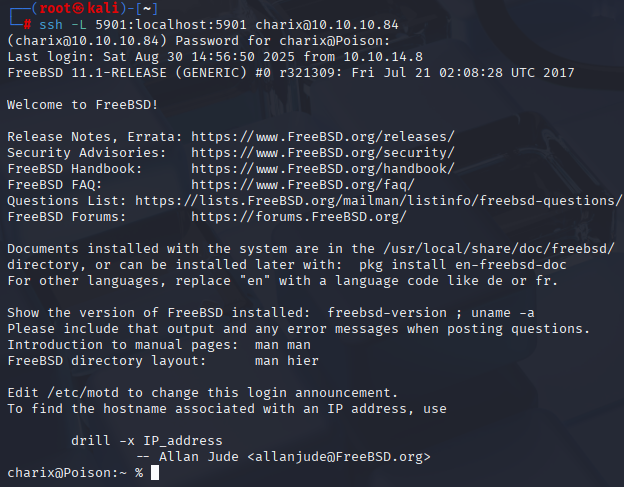 ┌──(root㉿kali)-[~]
└─# ssh -L 5901:localhost:5901 charix@10.10.10.84
(charix@10.10.10.84) Password for charix@Poison:
Last login: Sat Aug 30 14:56:50 2025 from 10.10.14.8
FreeBSD 11.1-RELEASE (GENERIC) #0 r321309: Fri Jul 21 02:08:28 UTC 2017

Welcome to FreeBSD!

Release Notes, Errata: https://www.FreeBSD.org/releases/
Security Advisories:   https://www.FreeBSD.org/security/
FreeBSD Handbook:      https://www.FreeBSD.org/handbook/
FreeBSD FAQ:           https://www.FreeBSD.org/faq/
Questions List: https://lists.FreeBSD.org/mailman/listinfo/freebsd-questions/
FreeBSD Forums:        https://forums.FreeBSD.org/

Documents installed with the system are in the /usr/local/share/doc/freebsd/
directory, or can be installed later with:  pkg install en-freebsd-doc
For other languages, replace "en" with a language code like de or fr.

Show the version of FreeBSD installed:  freebsd-version ; uname -a
Please include that output and any error messages when posting questions.
Introduction to manual pages:  man man
FreeBSD directory layout:      man hier

Edit /etc/motd to change this login announcement.
To find the hostname associated with an IP address, use

        drill -x IP_address
                -- Allan Jude <allanjude@FreeBSD.org>
charix@Poison:~ %